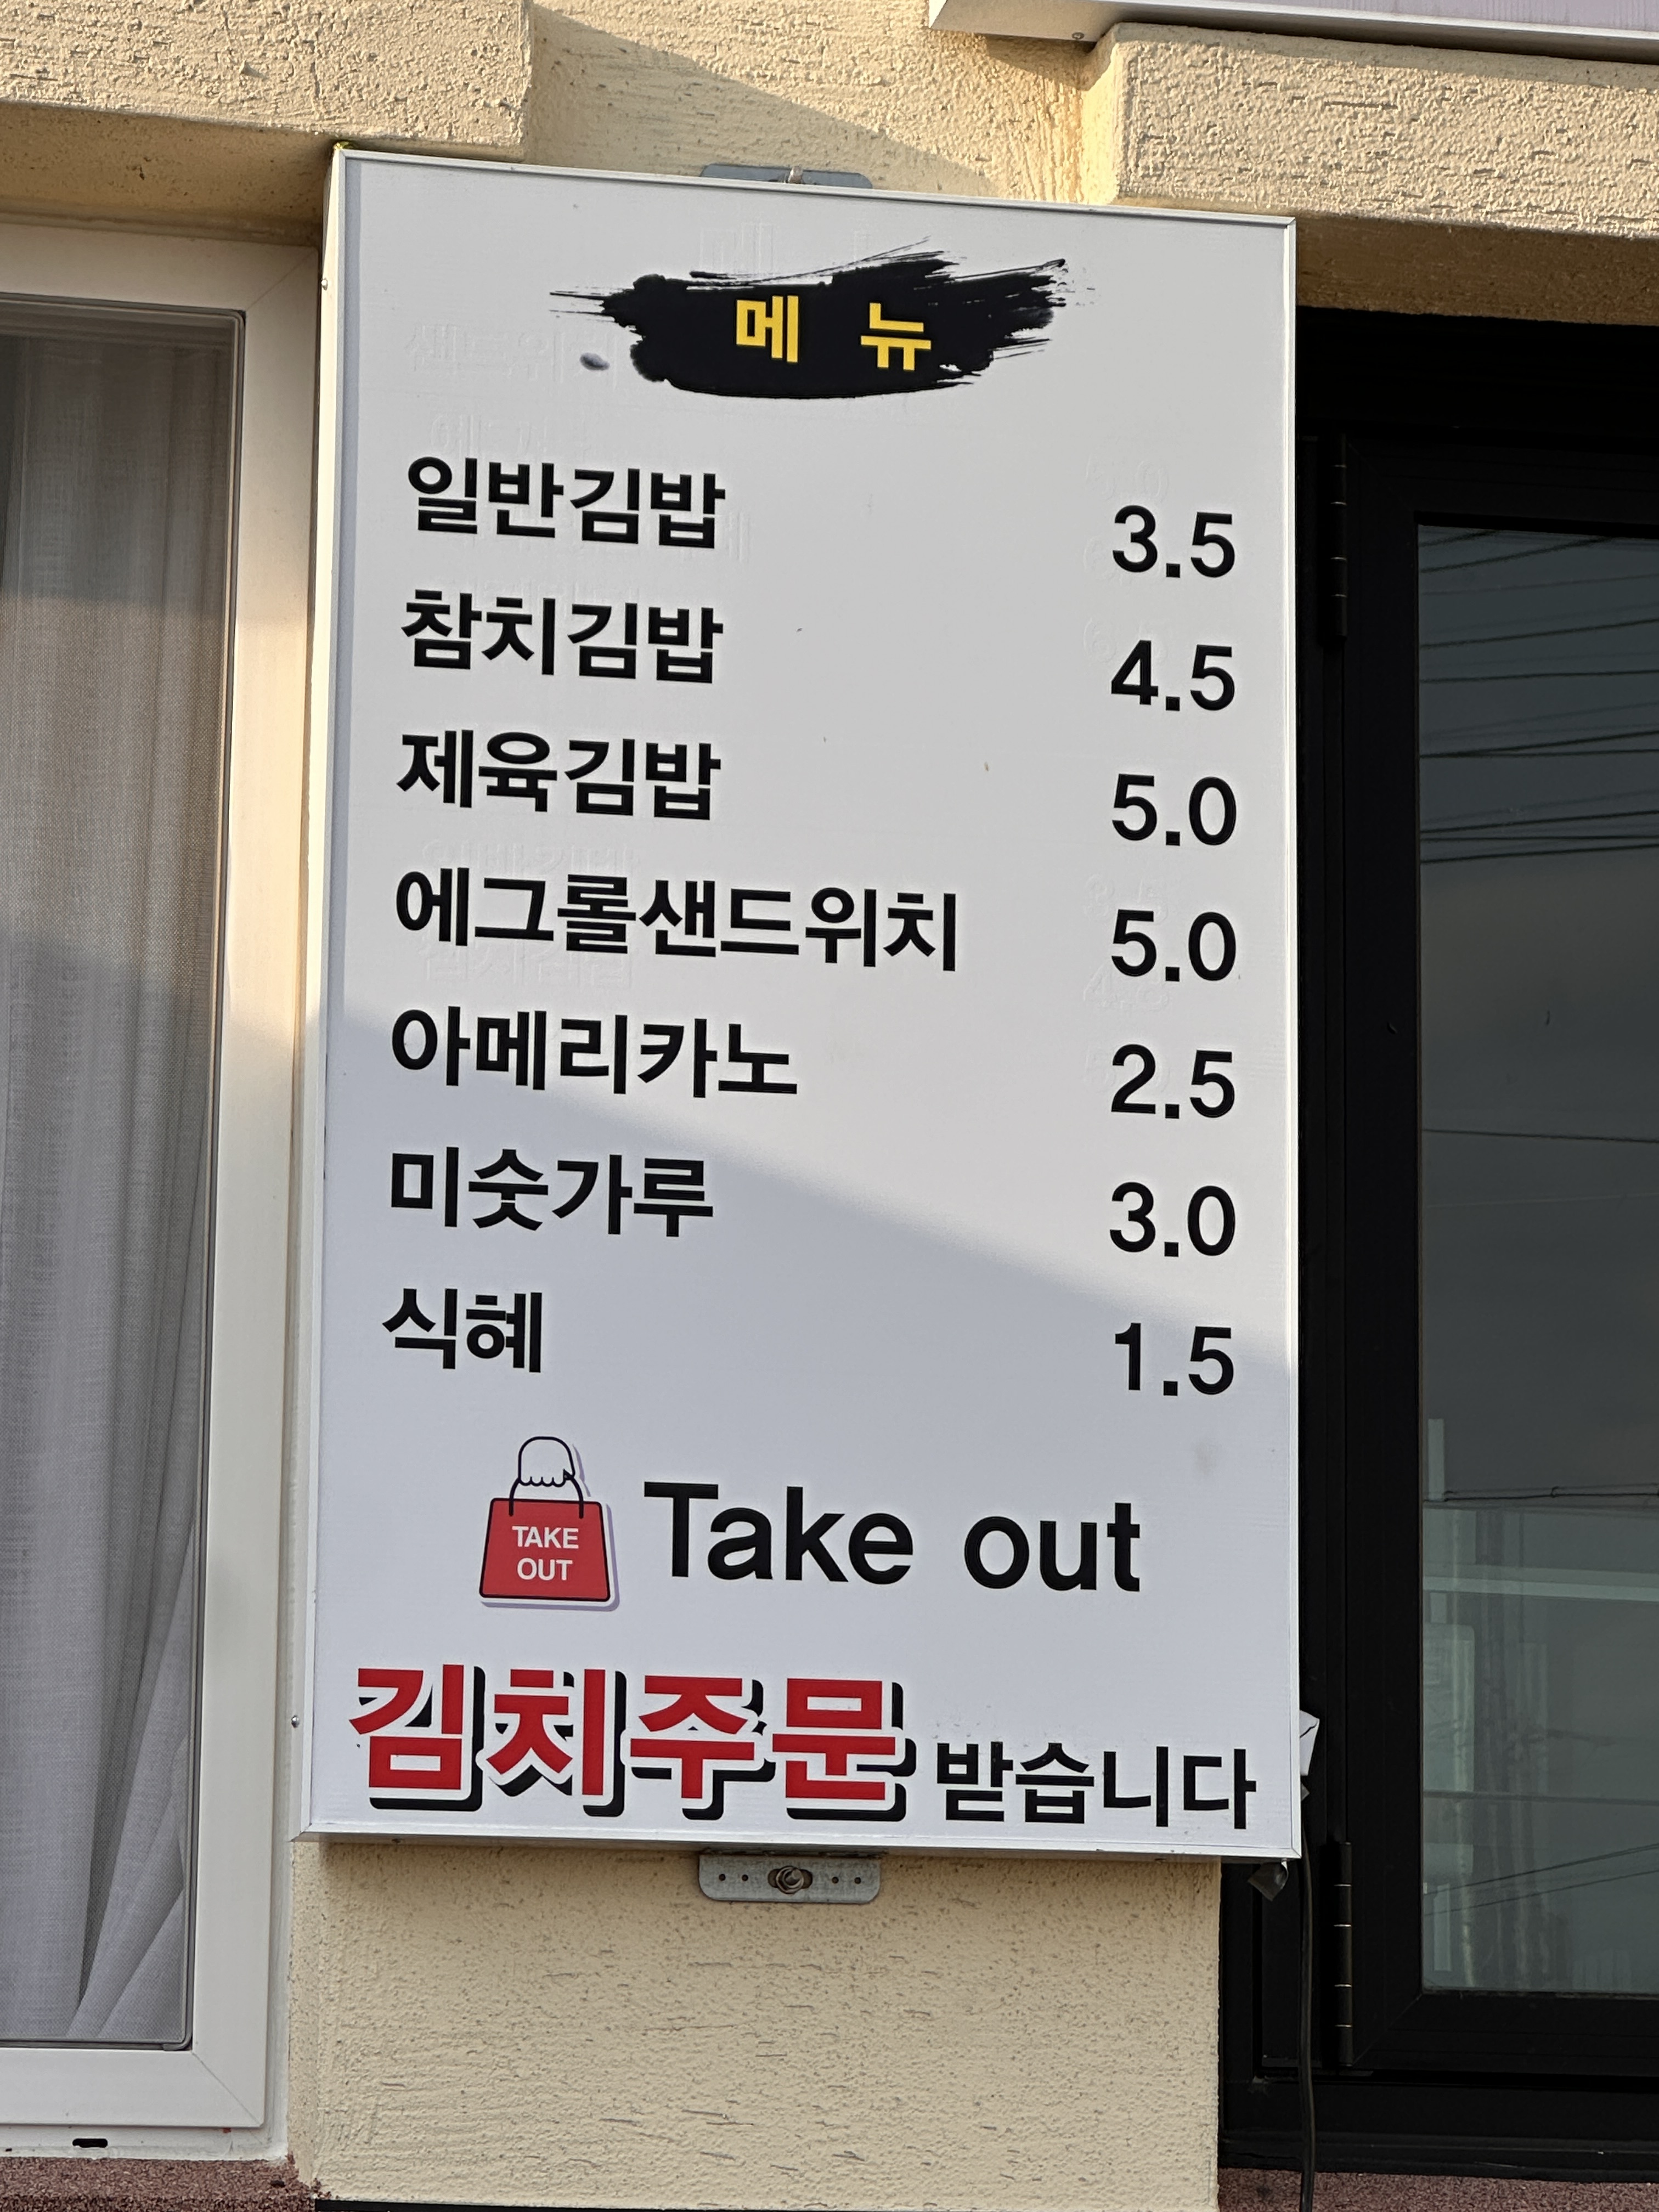 메 뉴
일반김밥 3.5
참치김밥 4.5
제육김밥 5.0
에그롤샌드위치 5.0
아메리카노 2.5
미숫가루 3.0
식혜 1.5
TAKE
OUT
Take out
김치주문 받습니다